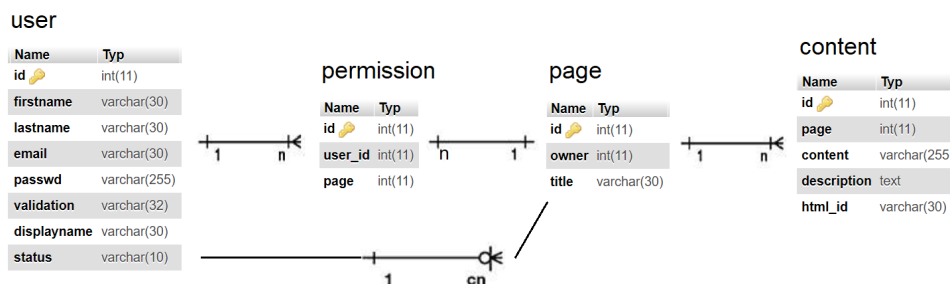 user
Name Typ
id int(11)
firstname varchar(30)
lastname varchar(30)
email varchar(30)
passwd varchar(255)
validation varchar(32)
displayname varchar(30)
status varchar(10)
1 n
permission
Name Typ
id int(11)
user_id int(11)
page int(11)
n 1
page
Name Typ
id int(11)
owner int(11)
title varchar(30)
1 n
content
Name Typ
id int(11)
page int(11)
content varchar(255
description text
html_id varchar(30)
1 cn